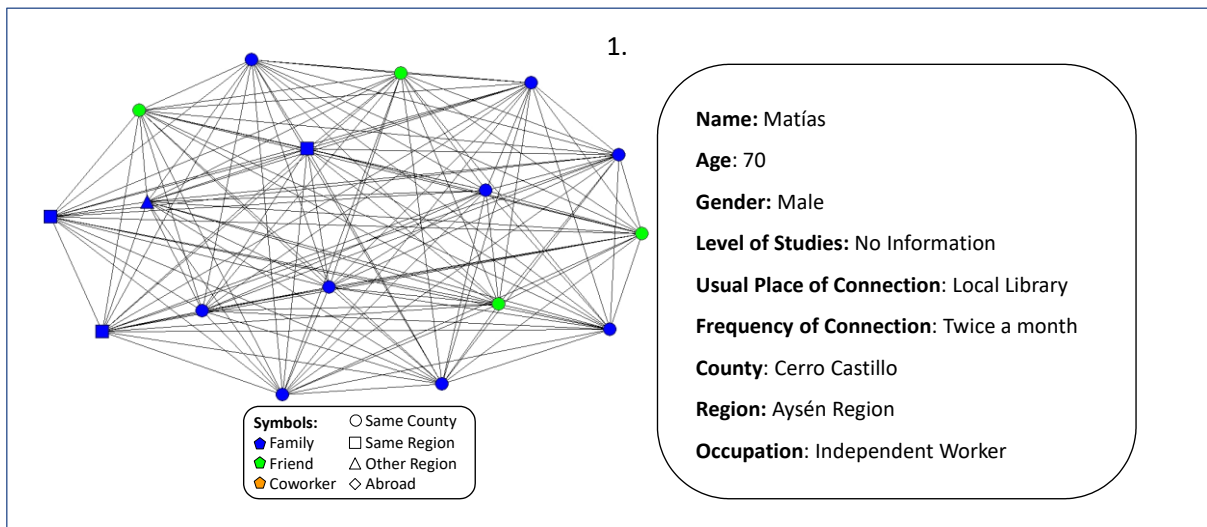 1.
Name: Matías
Age: 70
Gender: Male
Level of Studies: No Information
Usual Place of Connection: Local Library
Frequency of Connection: Twice a month
County: Cerro Castillo
Region: Aysén Region
Occupation: Independent Worker
Symbols:
Family
Friend
Coworker
Same County
Same Region
Other Region
Abroad